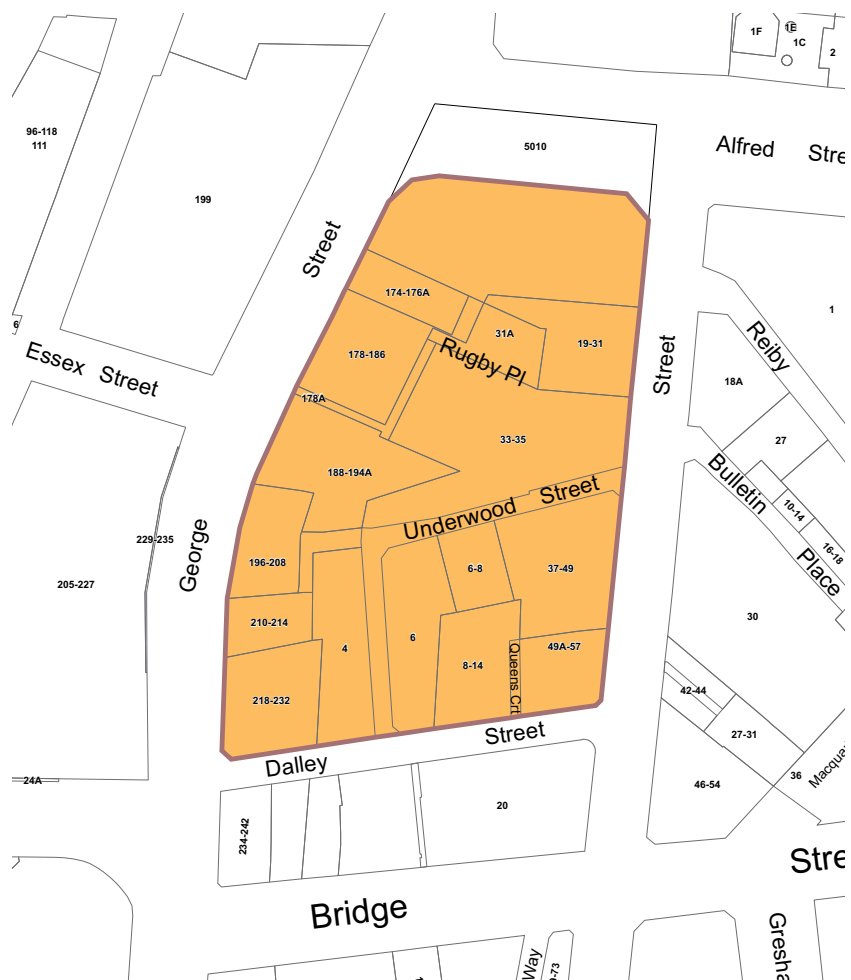 1F
1E
1C
2
96-118
111
5010
Alfred Stre
199
Street
174-176A
1
6
31A
19-31
Rugby Pl
178-186
Essex Street
Street
Reiby
18A
178A
33-35
27
188-194A
Bulletin
10-14
Underwood Street
16-18
229-235
George
196-208
6-8
37-49
Place
205-227
30
210-214
4
6
8-14
49A-57
Queens Crt
42-44
218-232
27-31
Street
Dalley
24A
46-54
36
Macqua
20
234-242
Stre
Bridge
Gresha
Way
-73